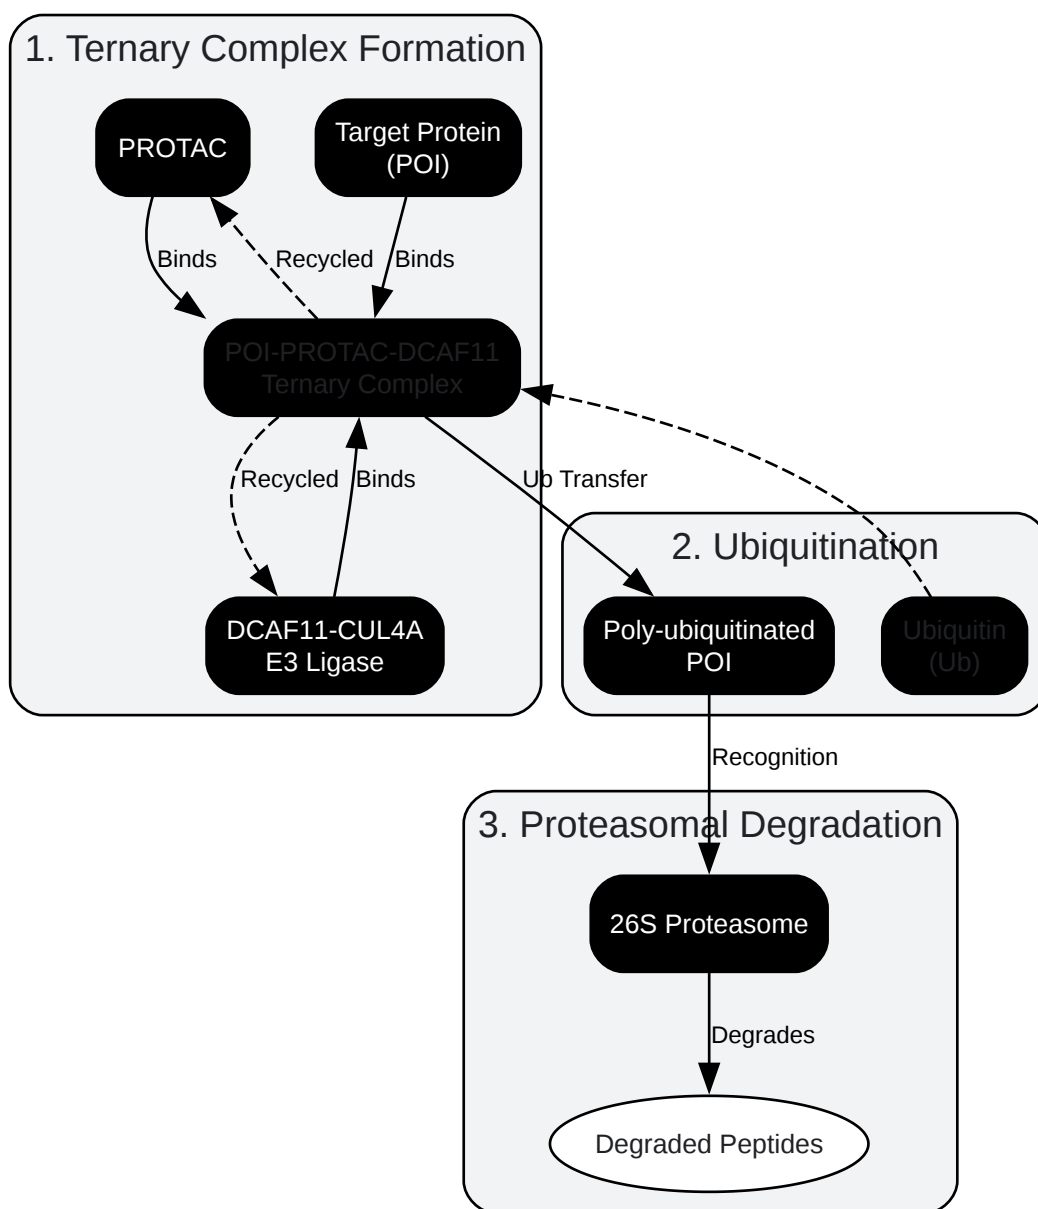 1. Ternary Complex Formation
PROTAC
Target Protein
(POI)
Binds
Recycled
Binds
POI-PROTAC-DCAF11
Ternary Complex
Recycled
Binds
Ub Transfer
2. Ubiquitination
DCAF11-CUL4A
E3 Ligase
Poly-ubiquitinated
POI
Ubiquitin
(Ub)
Recognition
3. Proteasomal Degradation
26S Proteasome
Degrades
Degraded Peptides